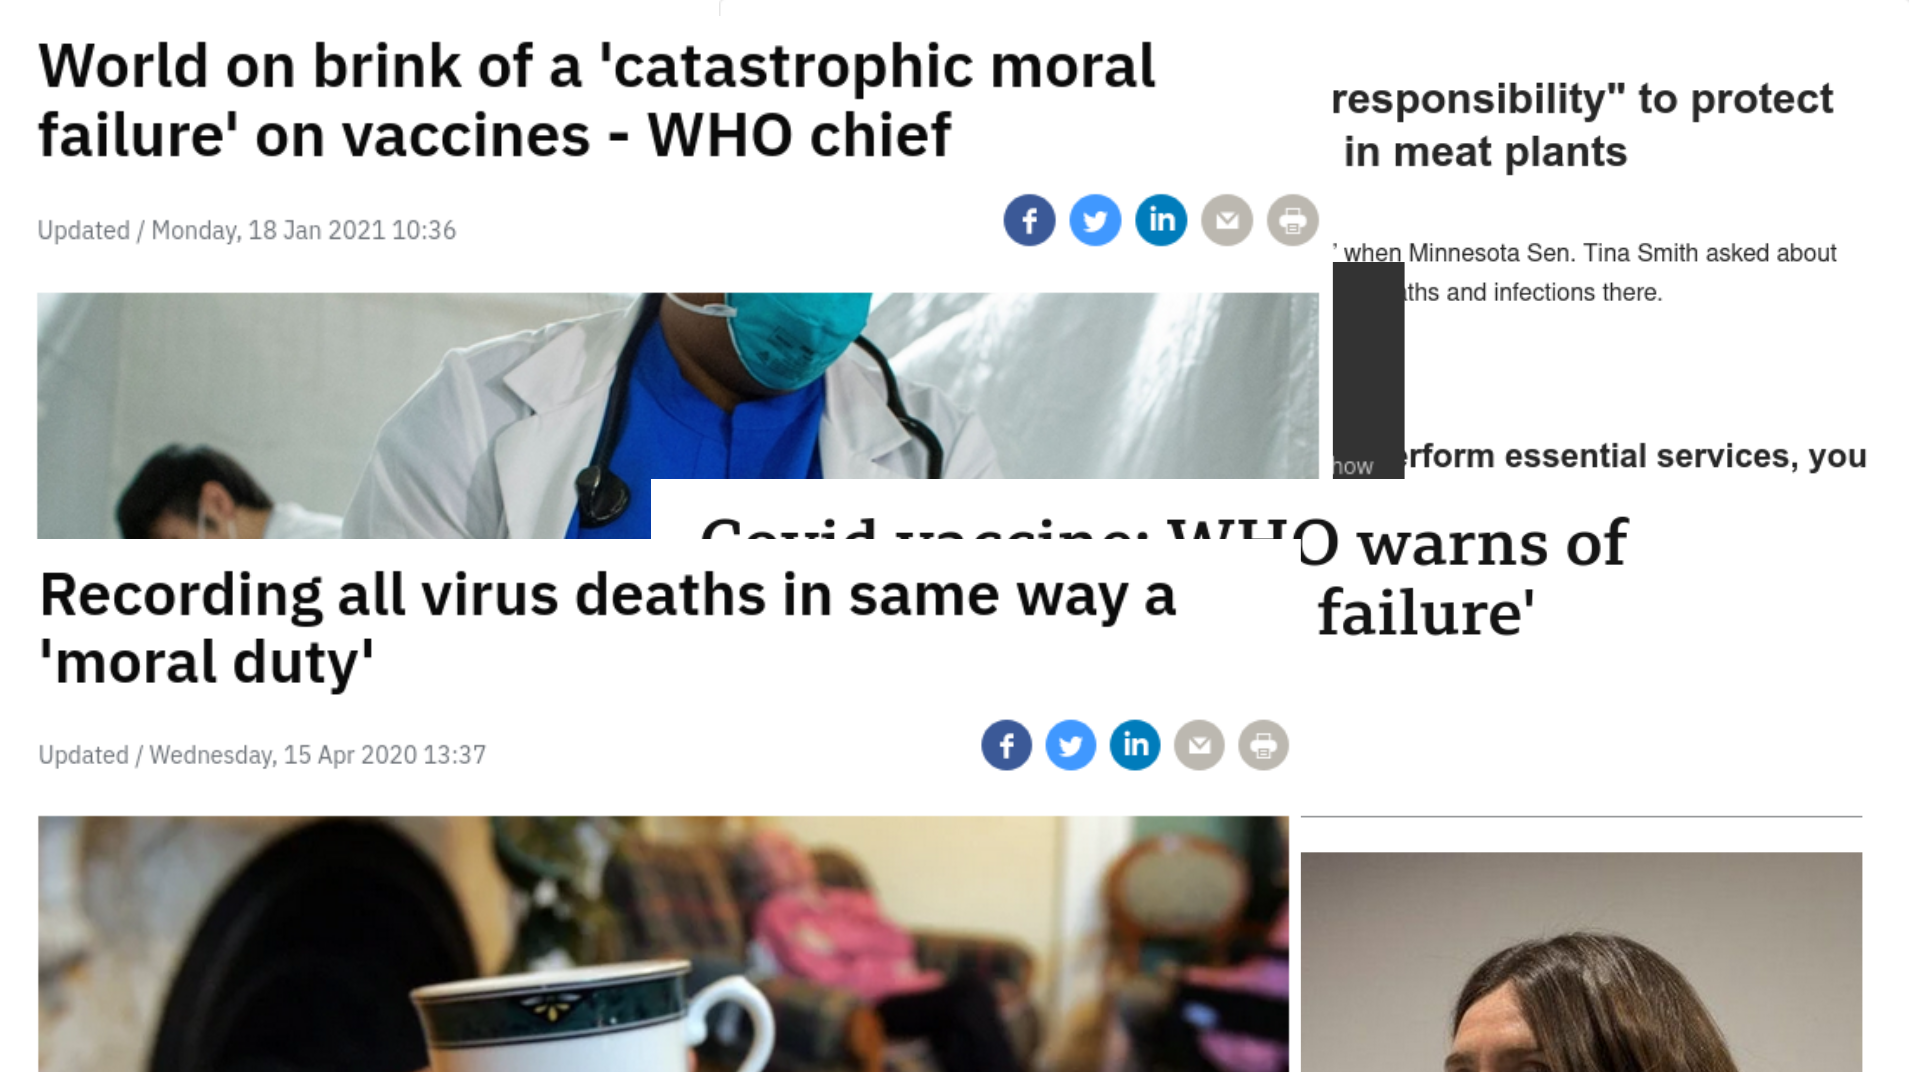 World on brink of a 'catastrophic moral
failure' on vaccines - WHO chief
Updated / Monday, 18 Jan 2021 10:36
responsibility" to protect
in meat plants
' when Minnesota Sen. Tina Smith asked about
ths and infections there.
how
rform essential services, you
Covid vaccine: WHO warns of
failure'
Recording all virus deaths in same way a
'moral duty'
Updated / Wednesday, 15 Apr 2020 13:37